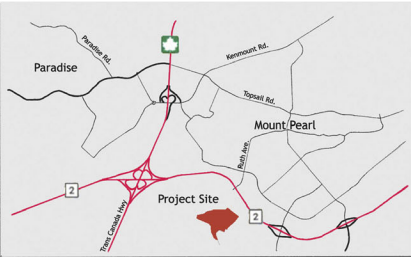 Paradise Rd.
Kenmount Rd.
Paradise
Topsail Rd.
Mount Pearl
Ruth Ave.
2
Project Site
2
Trans Canada Hwy